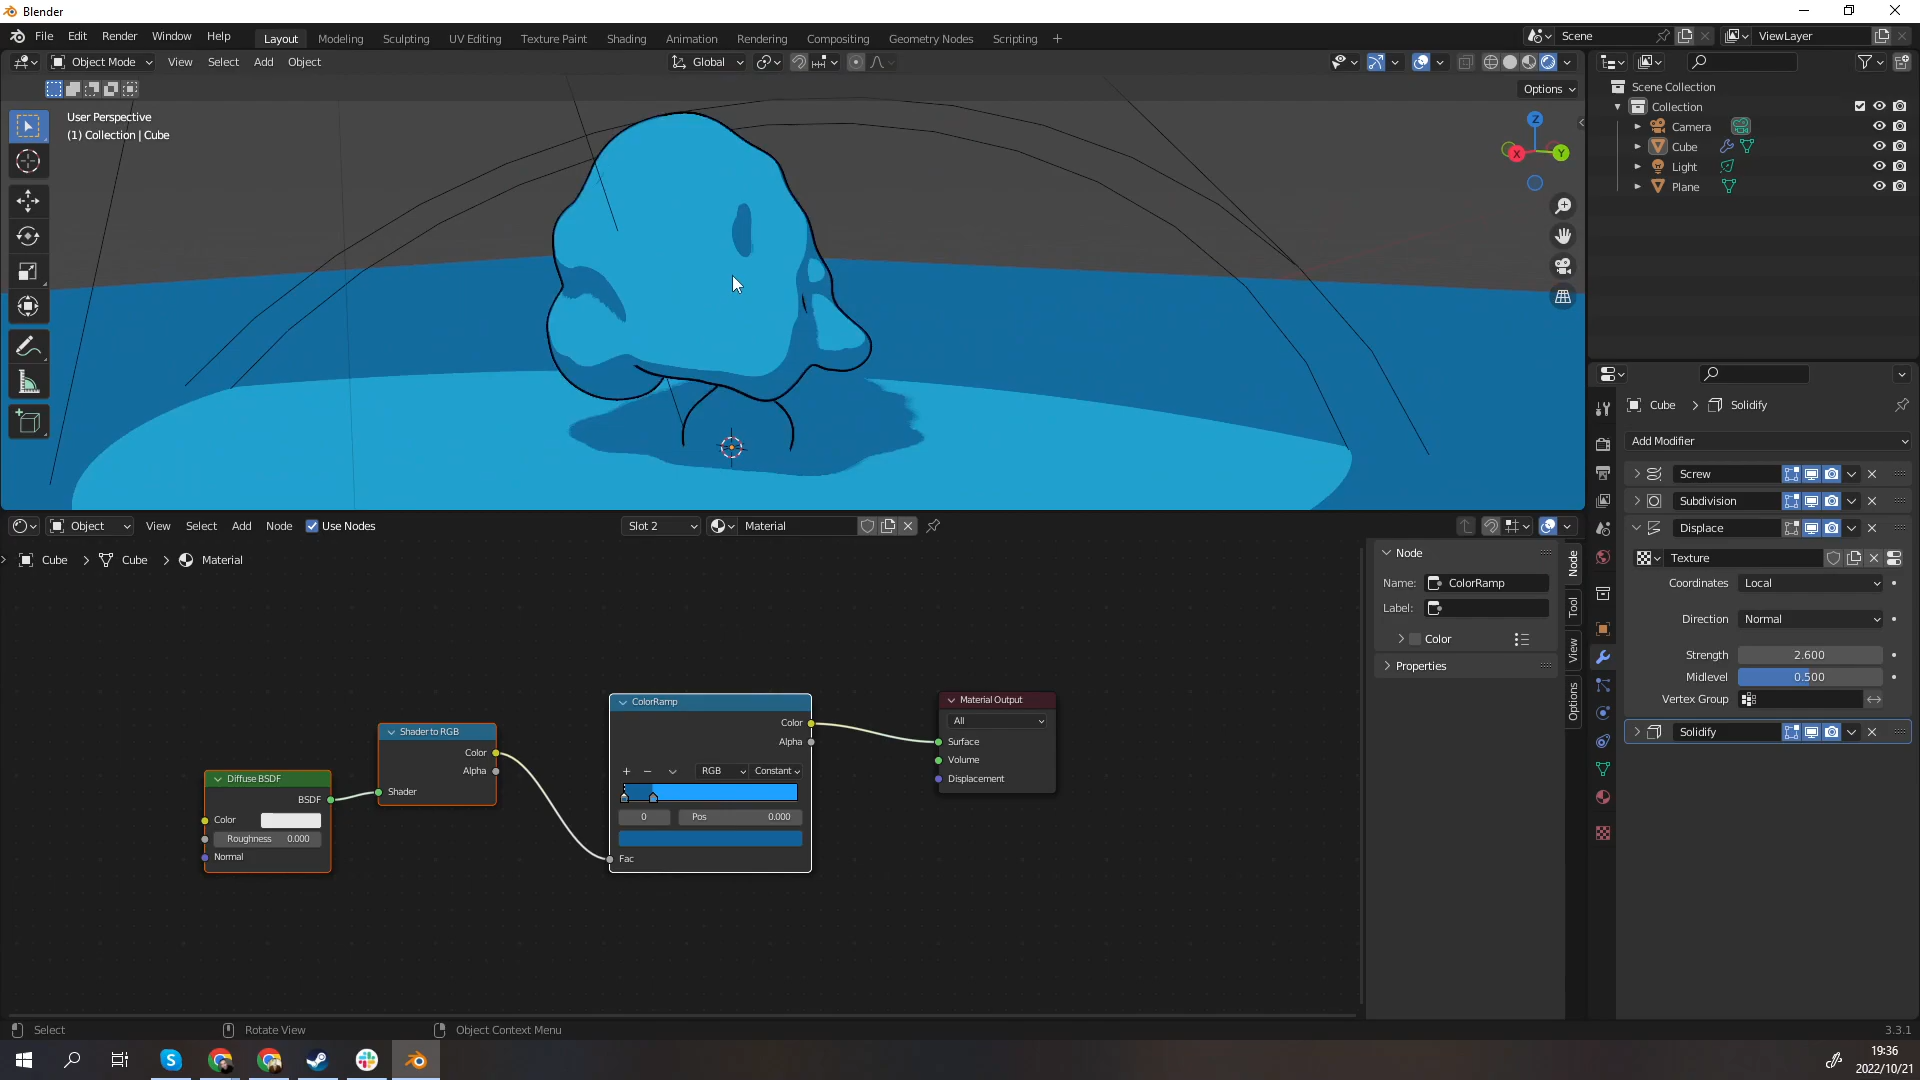 Blender
File Edit Render Window Help
Layout Modeling Sculpting UV Editing Texture Paint Shading Animation Rendering Compositing Geometry Nodes Scripting +
Scene
ViewLayer
Object Mode View Select Add Object
Global
Options
User Perspective
(1) Collection | Cube
Z
X
Y
Scene Collection
Collection
Camera
Cube
Light
Plane
Cube > Solidify
Add Modifier
Screw
Subdivision
Displace
Texture
Coordinates Local
Direction Normal
Strength 2.600
Midlevel 0.500
Vertex Group
Solidify
Object View Select Add Node Use Nodes
Slot 2
Material
Cube > Cube > Material
Node
Name: ColorRamp
Label:
Color
Properties
Node
Tool
View
Options
Diffuse BSDF
BSDF
Color
Roughness 0.000
Normal
Shader to RGB
Color
Alpha
Shader
ColorRamp
Color
Alpha
+ − RGB Constant
0 Pos 0.000
Fac
Material Output
All
Surface
Volume
Displacement
Select Rotate View Object Context Menu
3.3.1
19:36
2022/10/21